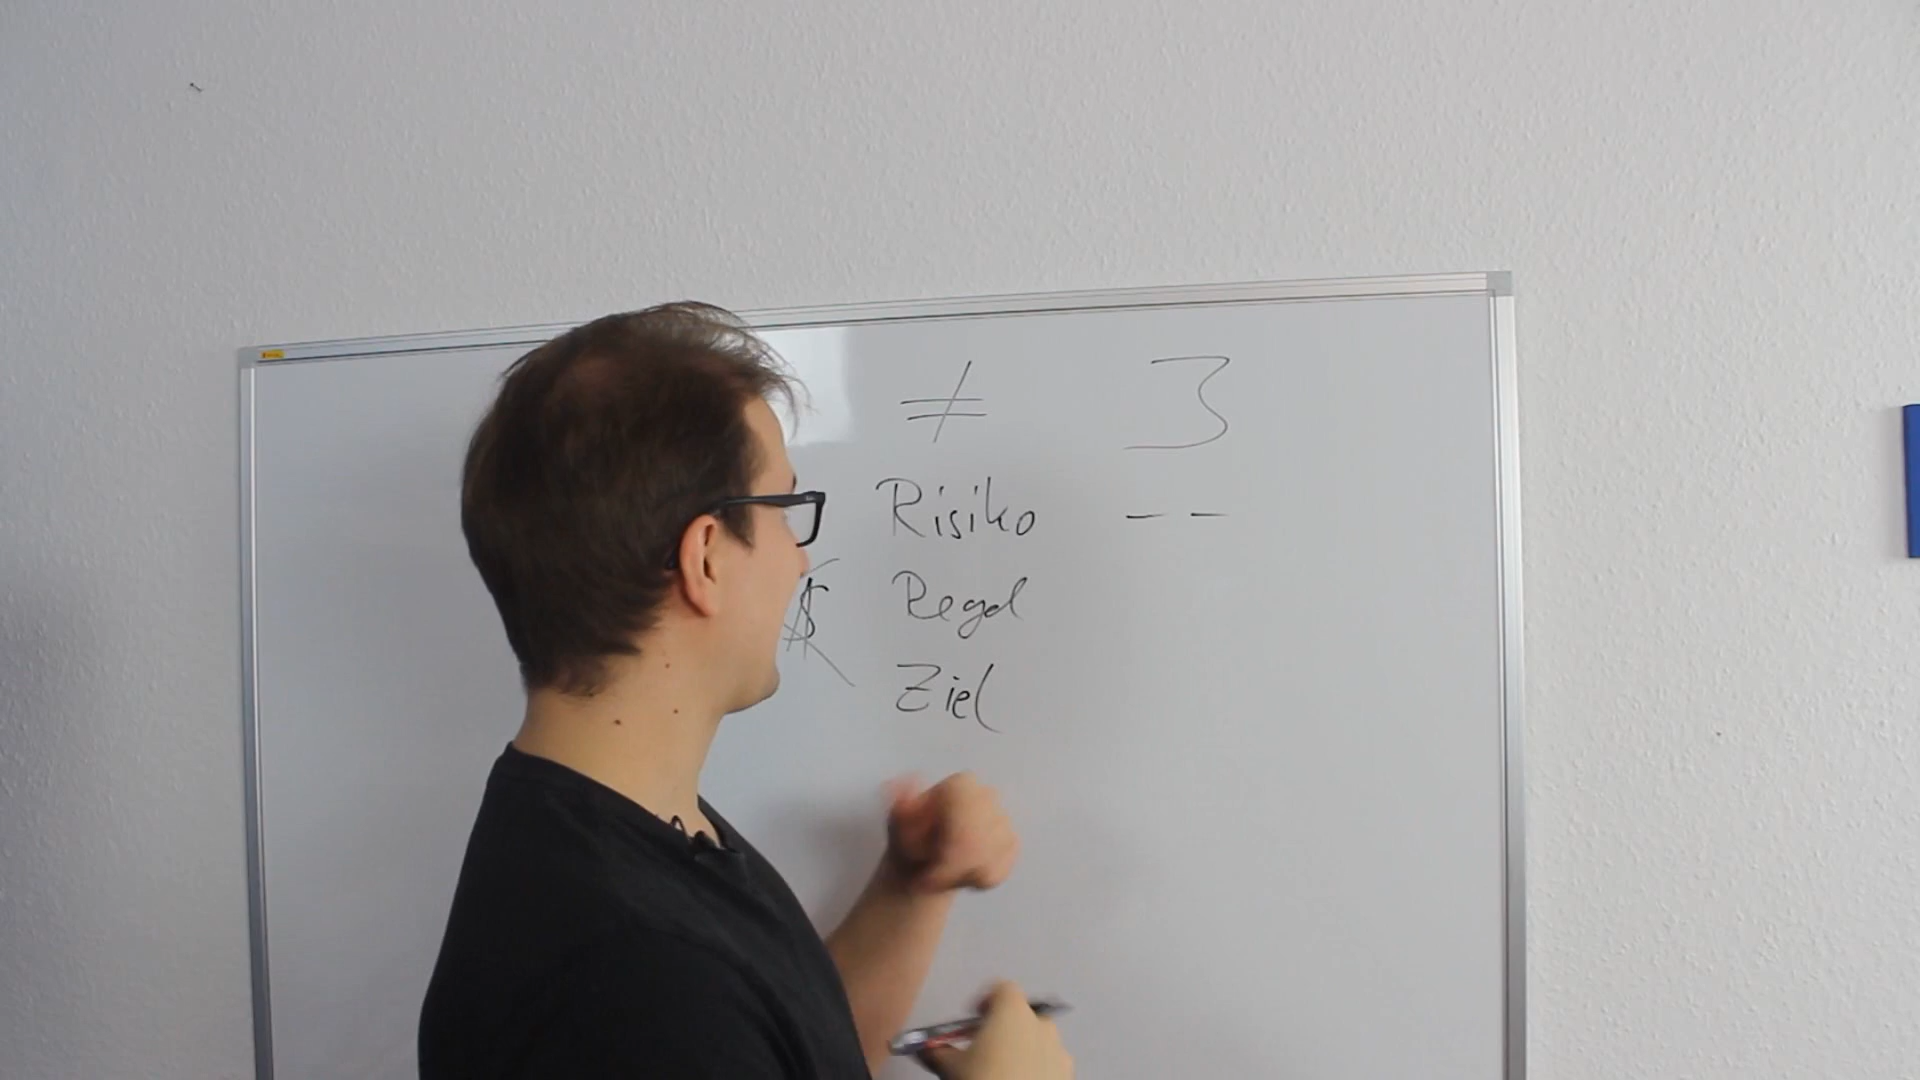 ≠ 3
Risiko --
$ Regel
Ziel